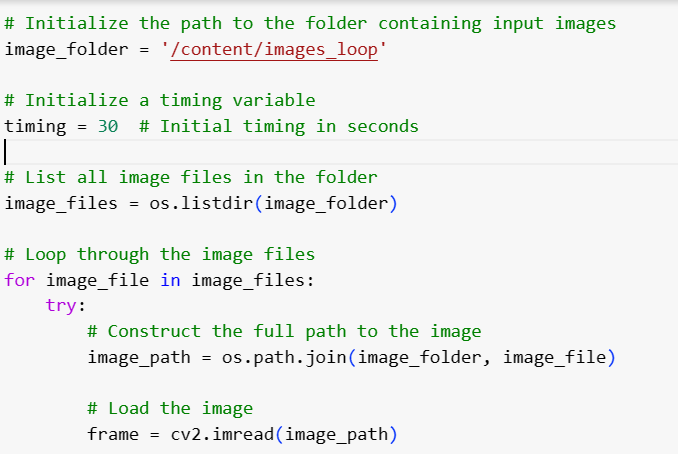 # Initialize the path to the folder containing input images
image_folder = '/content/images_loop'
# Initialize a timing variable
timing = 30  # Initial timing in seconds
# List all image files in the folder
image_files = os.listdir(image_folder)
# Loop through the image files
for image_file in image_files:
    try:
        # Construct the full path to the image
        image_path = os.path.join(image_folder, image_file)
        # Load the image
        frame = cv2.imread(image_path)